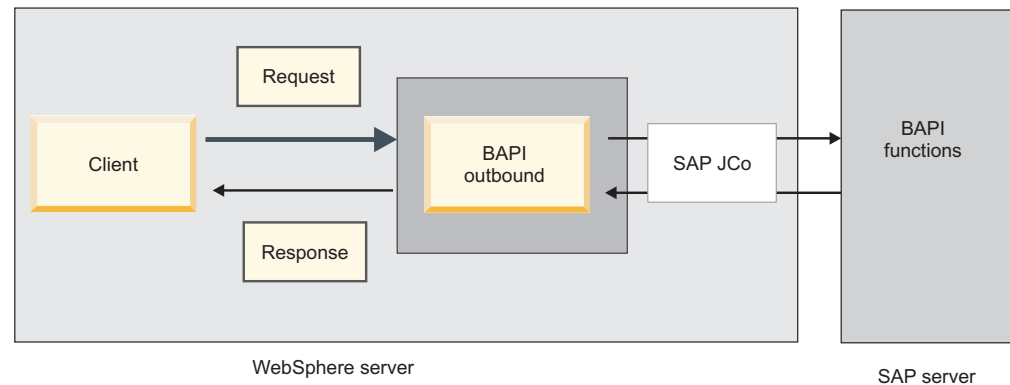 Request
Client
BAPI
outbound
SAP JCo
BAPI
functions
Response
WebSphere server
SAP server